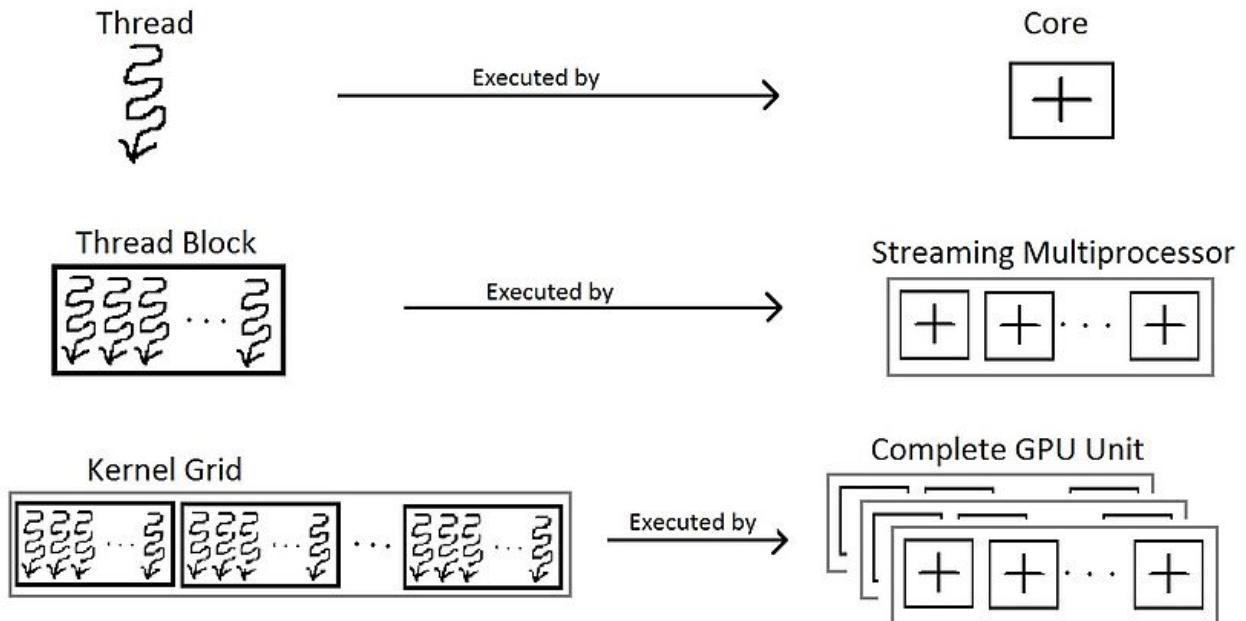 Thread
Core
Executed by
Thread Block
Streaming Multiprocessor
Executed by
Kernel Grid
Complete GPU Unit
Executed by